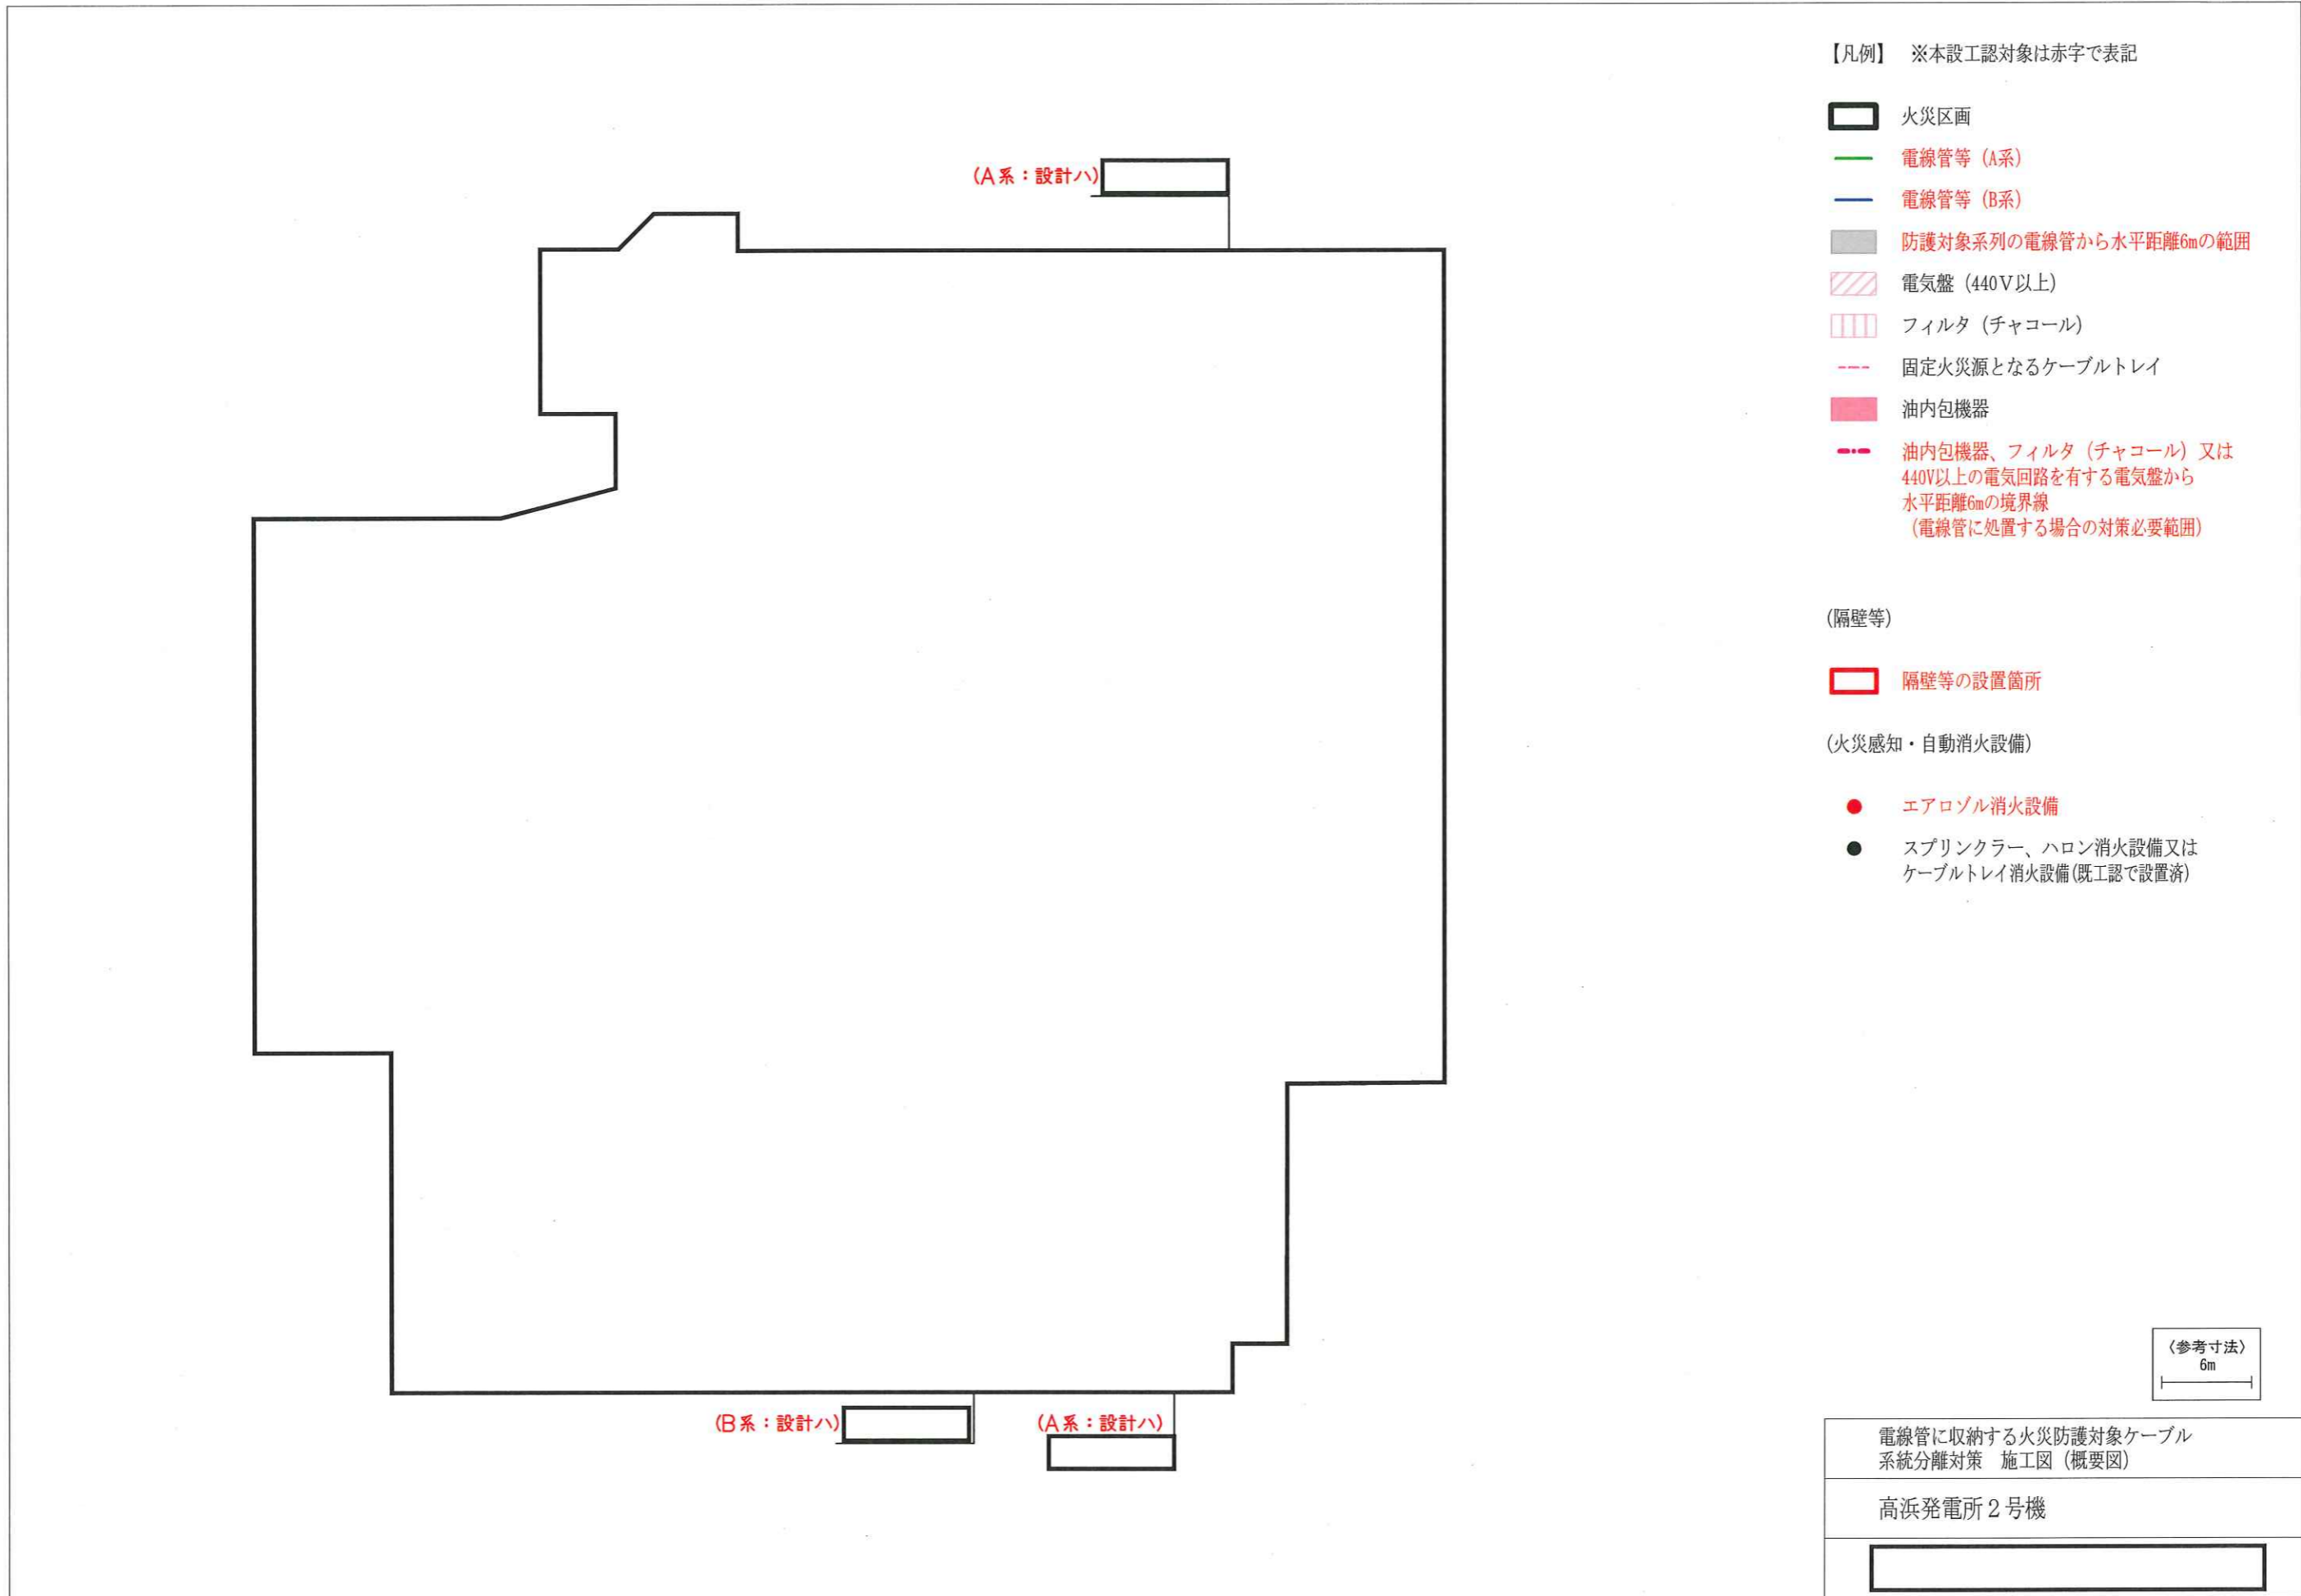 【凡例】　※本設工認対象は赤字で表記
火災区画
電線管等（A系）
電線管等（B系）
防護対象系列の電線管から水平距離6mの範囲
電気盤（440V以上）
フィルタ（チャコール）
固定火災源となるケーブルトレイ
油内包機器
油内包機器、フィルタ（チャコール）又は
440V以上の電気回路を有する電気盤から
水平距離6mの境界線
（電線管に処置する場合の対策必要範囲）
(隔壁等)
隔壁等の設置箇所
(火災感知・自動消火設備)
エアロゾル消火設備
スプリンクラー、ハロン消火設備又は
ケーブルトレイ消火設備(既工認で設置済)
(A系：設計ハ)
(B系：設計ハ)
(A系：設計ハ)
〈参考寸法〉
6m
電線管に収納する火災防護対象ケーブル
系統分離対策　施工図（概要図）
高浜発電所２号機